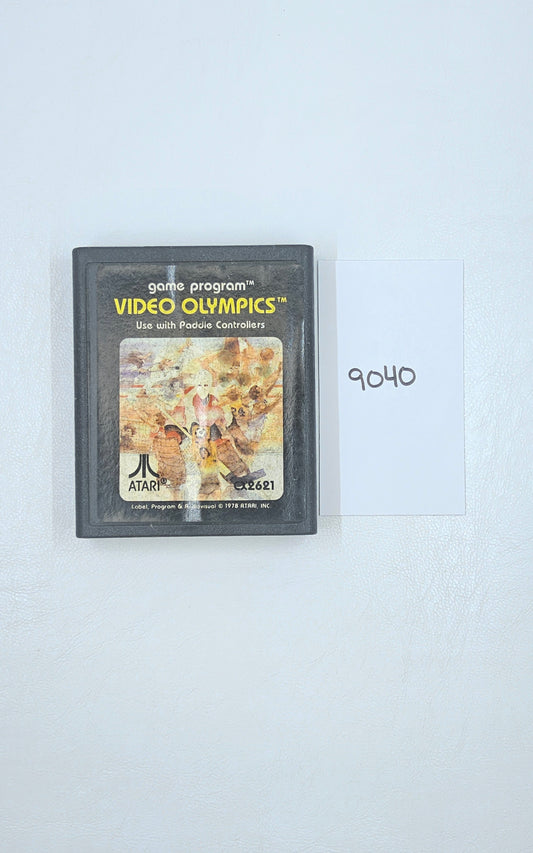 game program™
VIDEO OLYMPICS™
Use with Paddle Controllers
ATARI®
CX2621
Label, Program & Audiovisual © 1978 ATARI, INC.
9040